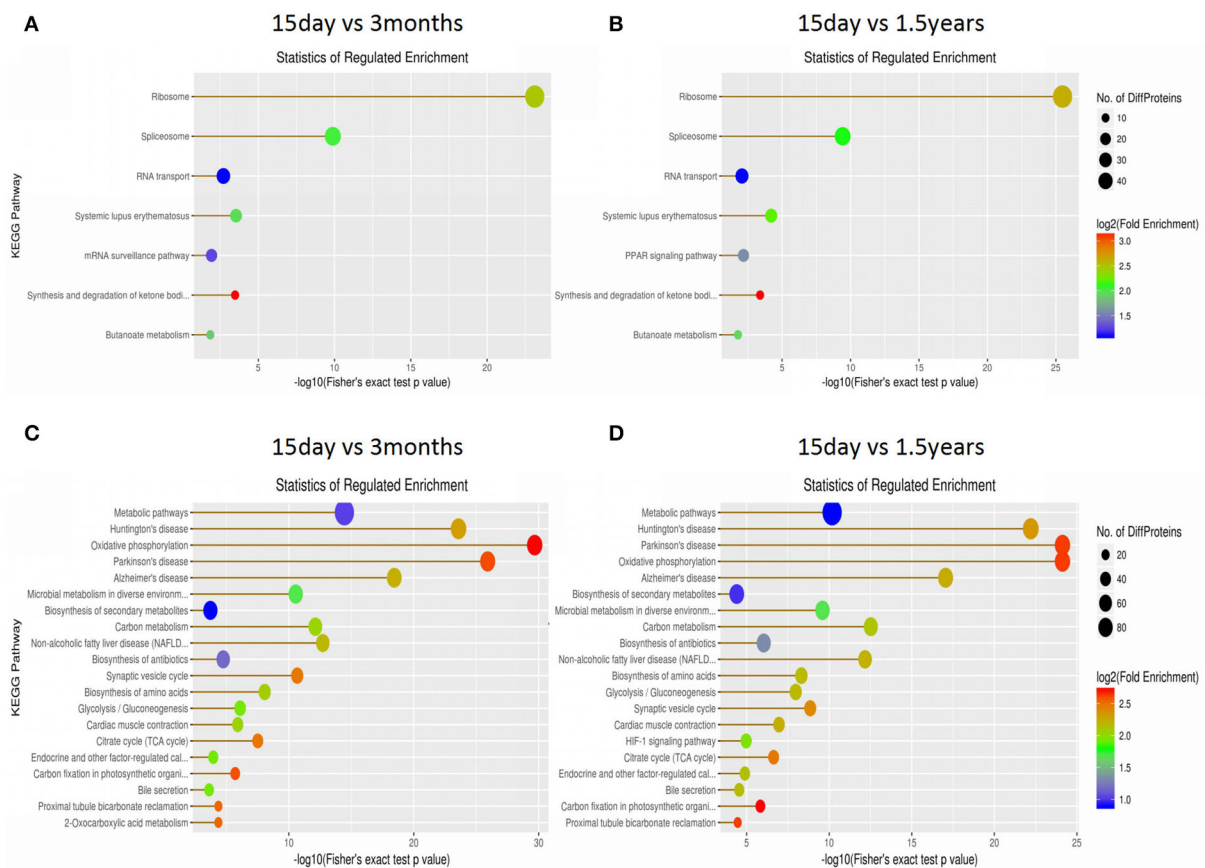 A
15day vs 3months
Statistics of Regulated Enrichment
KEGG Pathway
Ribosome
Spliceosome
RNA transport
Systemic lupus erythematosus
mRNA surveillance pathway
Synthesis and degradation of ketone bodi...
Butanoate metabolism
5
10
15
20
-log10(Fisher's exact test p value)
B
15day vs 1.5years
Statistics of Regulated Enrichment
Ribosome
Spliceosome
RNA transport
Systemic lupus erythematosus
PPAR signaling pathway
Synthesis and degradation of ketone bodi...
Butanoate metabolism
5
10
15
20
25
-log10(Fisher's exact test p value)
No. of DiffProteins
10
20
30
40
log2(Fold Enrichment)
3.0
2.5
2.0
1.5
C
15day vs 3months
Statistics of Regulated Enrichment
KEGG Pathway
Metabolic pathways
Huntington's disease
Oxidative phosphorylation
Parkinson's disease
Alzheimer's disease
Microbial metabolism in diverse environm...
Biosynthesis of secondary metabolites
Carbon metabolism
Non-alcoholic fatty liver disease (NAFLD...
Biosynthesis of antibiotics
Synaptic vesicle cycle
Biosynthesis of amino acids
Glycolysis / Gluconeogenesis
Cardiac muscle contraction
Citrate cycle (TCA cycle)
Endocrine and other factor-regulated cal...
Carbon fixation in photosynthetic organi...
Bile secretion
Proximal tubule bicarbonate reclamation
2-Oxocarboxylic acid metabolism
10
20
30
-log10(Fisher's exact test p value)
D
15day vs 1.5years
Statistics of Regulated Enrichment
Metabolic pathways
Huntington's disease
Parkinson's disease
Oxidative phosphorylation
Alzheimer's disease
Biosynthesis of secondary metabolites
Microbial metabolism in diverse environm...
Carbon metabolism
Biosynthesis of antibiotics
Non-alcoholic fatty liver disease (NAFLD...
Biosynthesis of amino acids
Glycolysis / Gluconeogenesis
Synaptic vesicle cycle
Cardiac muscle contraction
HIF-1 signaling pathway
Citrate cycle (TCA cycle)
Endocrine and other factor-regulated cal...
Bile secretion
Carbon fixation in photosynthetic organi...
Proximal tubule bicarbonate reclamation
5
10
15
20
25
-log10(Fisher's exact test p value)
No. of DiffProteins
20
40
60
80
log2(Fold Enrichment)
2.5
2.0
1.5
1.0